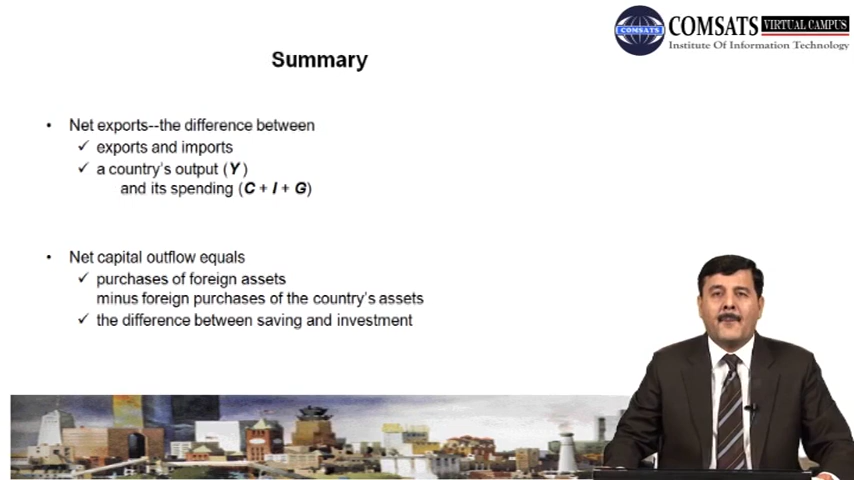 COMSATS VIRTUAL CAMPUS
Institute Of Information Technology
COMSATS
Summary
• Net exports--the difference between
✓ exports and imports
✓ a country's output (Y)
and its spending (C + I + G)
• Net capital outflow equals
✓ purchases of foreign assets
minus foreign purchases of the country's assets
✓ the difference between saving and investment